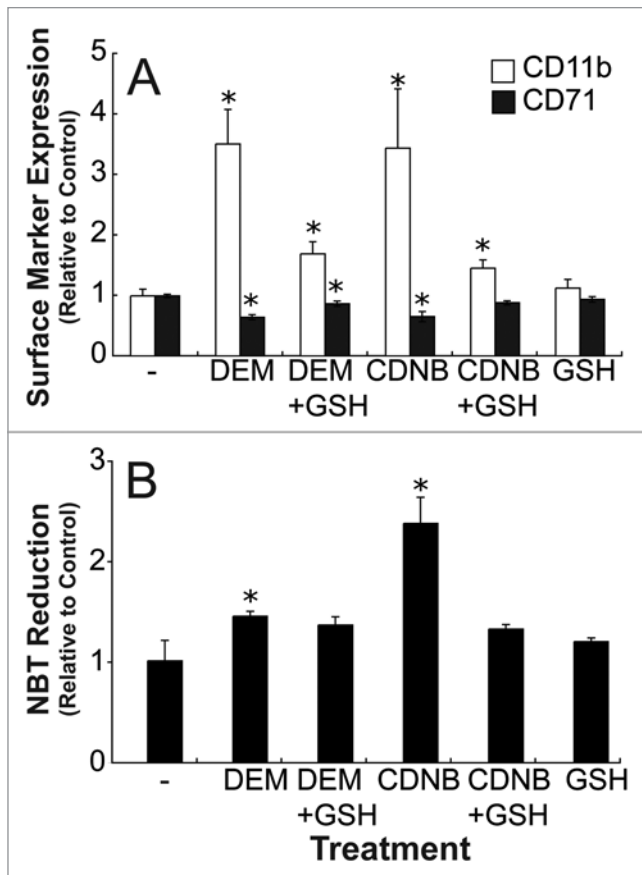 A
CD11b
CD71
Surface Marker Expression
(Relative to Control)
5
4
3
2
1
0
* * * * * * *
- DEM DEM CDNB CDNB GSH
+GSH +GSH
B
NBT Reduction
(Relative to Control)
3
2
1
0
* *
- DEM DEM CDNB CDNB GSH
+GSH +GSH
Treatment